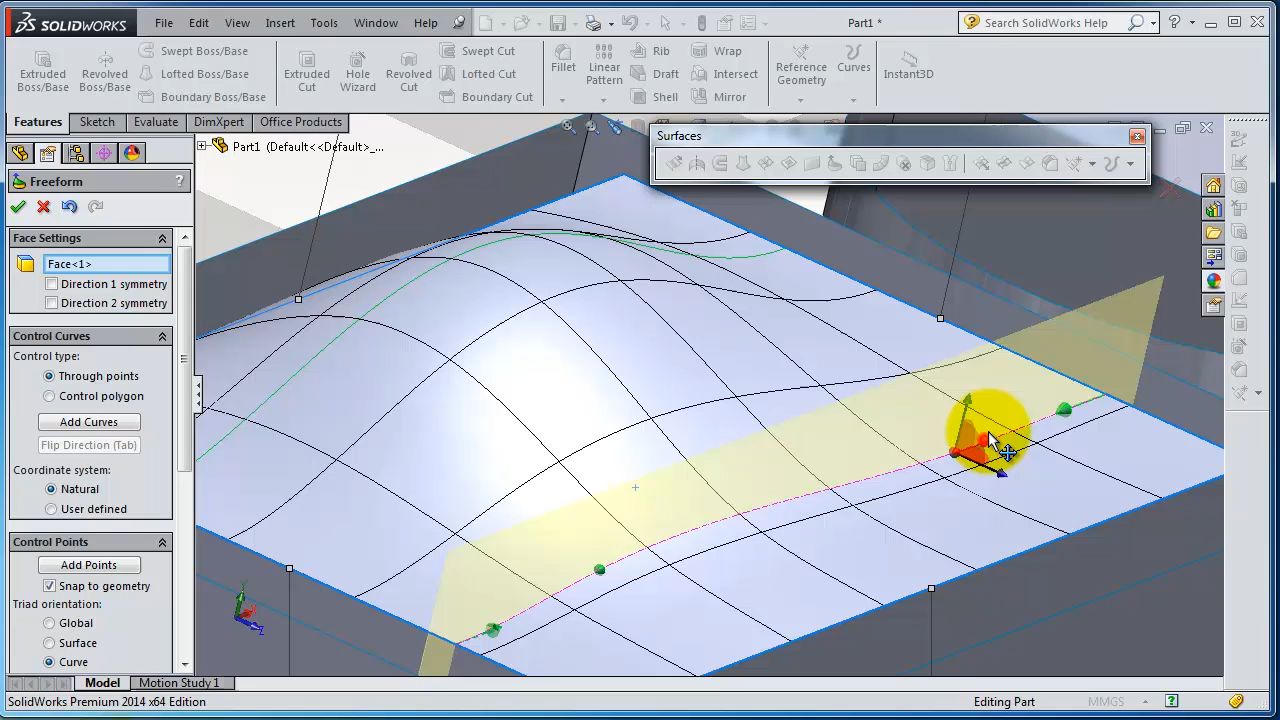 SOLIDWORKS File Edit View Insert Tools Window Help Part1 * Search SolidWorks Help
Extruded Boss/Base
Revolved Boss/Base
Swept Boss/Base
Lofted Boss/Base
Boundary Boss/Base
Extruded Cut
Hole Wizard
Revolved Cut
Swept Cut
Lofted Cut
Boundary Cut
Fillet
Linear Pattern
Rib
Draft
Shell
Wrap
Intersect
Mirror
Reference Geometry
Curves
Instant3D
Features Sketch Evaluate DimXpert Office Products
Surfaces
Part1 (Default<<Default>_...
Freeform ?
Face Settings
Face<1>
Direction 1 symmetry
Direction 2 symmetry
Control Curves
Control type:
Through points
Control polygon
Add Curves
Flip Direction (Tab)
Coordinate system:
Natural
User defined
Control Points
Add Points
Snap to geometry
Triad orientation:
Global
Surface
Curve
Model Motion Study 1
SolidWorks Premium 2014 x64 Edition Editing Part MMGS